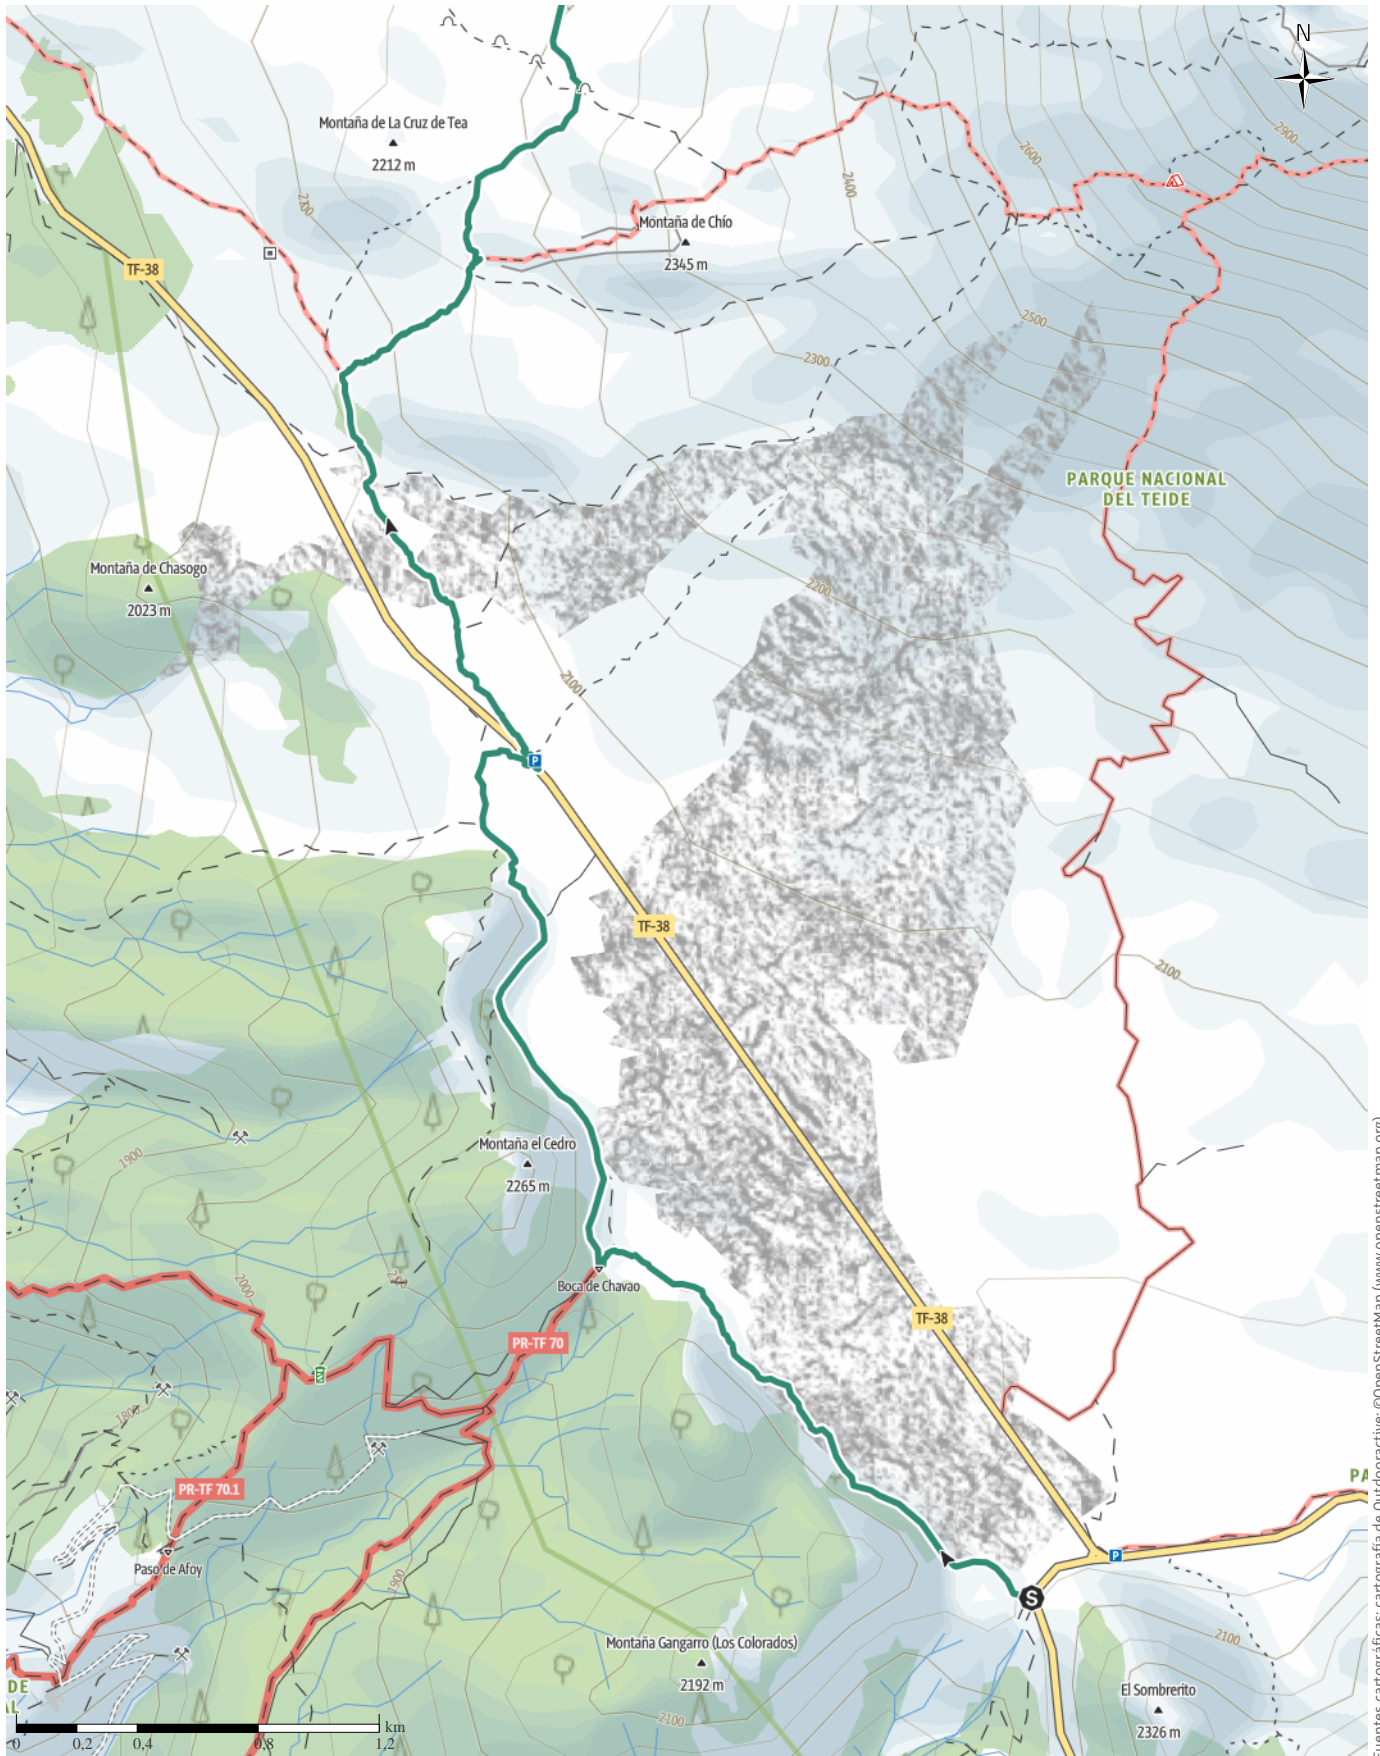 N
Montaña de La Cruz de Tea
2212 m
2900
2600
2400
2100
Montaña de Chío
2345 m
TF-38
2500
2300
PARQUE NACIONAL
DEL TEIDE
Montaña de Chasogo
2023 m
2200
2100
P
TF-38
2100
Montaña el Cedro
2265 m
1900
2000
Boca de Chavao
TF-38
PR-TF 70
1800
PA
PR-TF 70.1
Paso de Afoy
P
1900
S
2100
Montaña Gangarro (Los Colorados)
2192 m
El Sombrerito
2326 m
DE
AL
2100
km
0
0,2
0,4
0,8
1,2
Fuentes cartográficas: cartografía de Outdooractive; ©OpenStreetMap (www.openstreetmap.org)